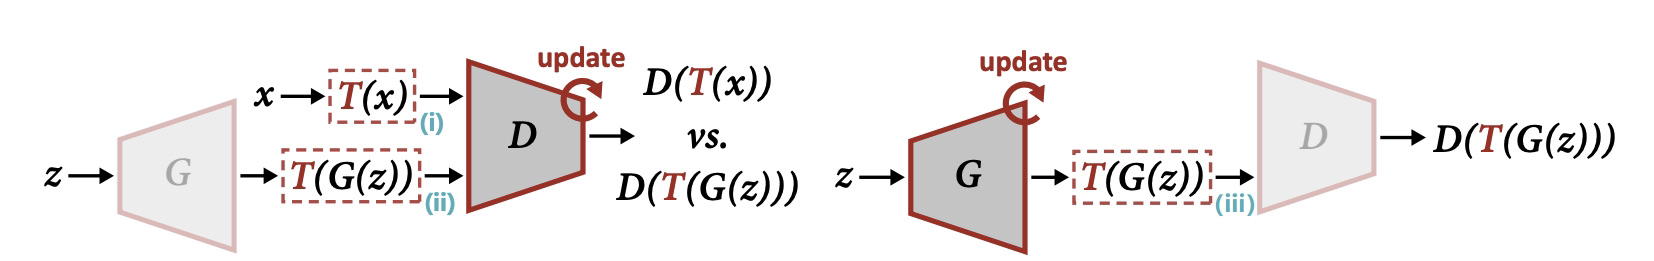 update
x T(x) (i)
D
D(T(x))
vs.
D(T(G(z)))
z G T(G(z)) (ii)
update
z G T(G(z)) (iii)
D D(T(G(z)))